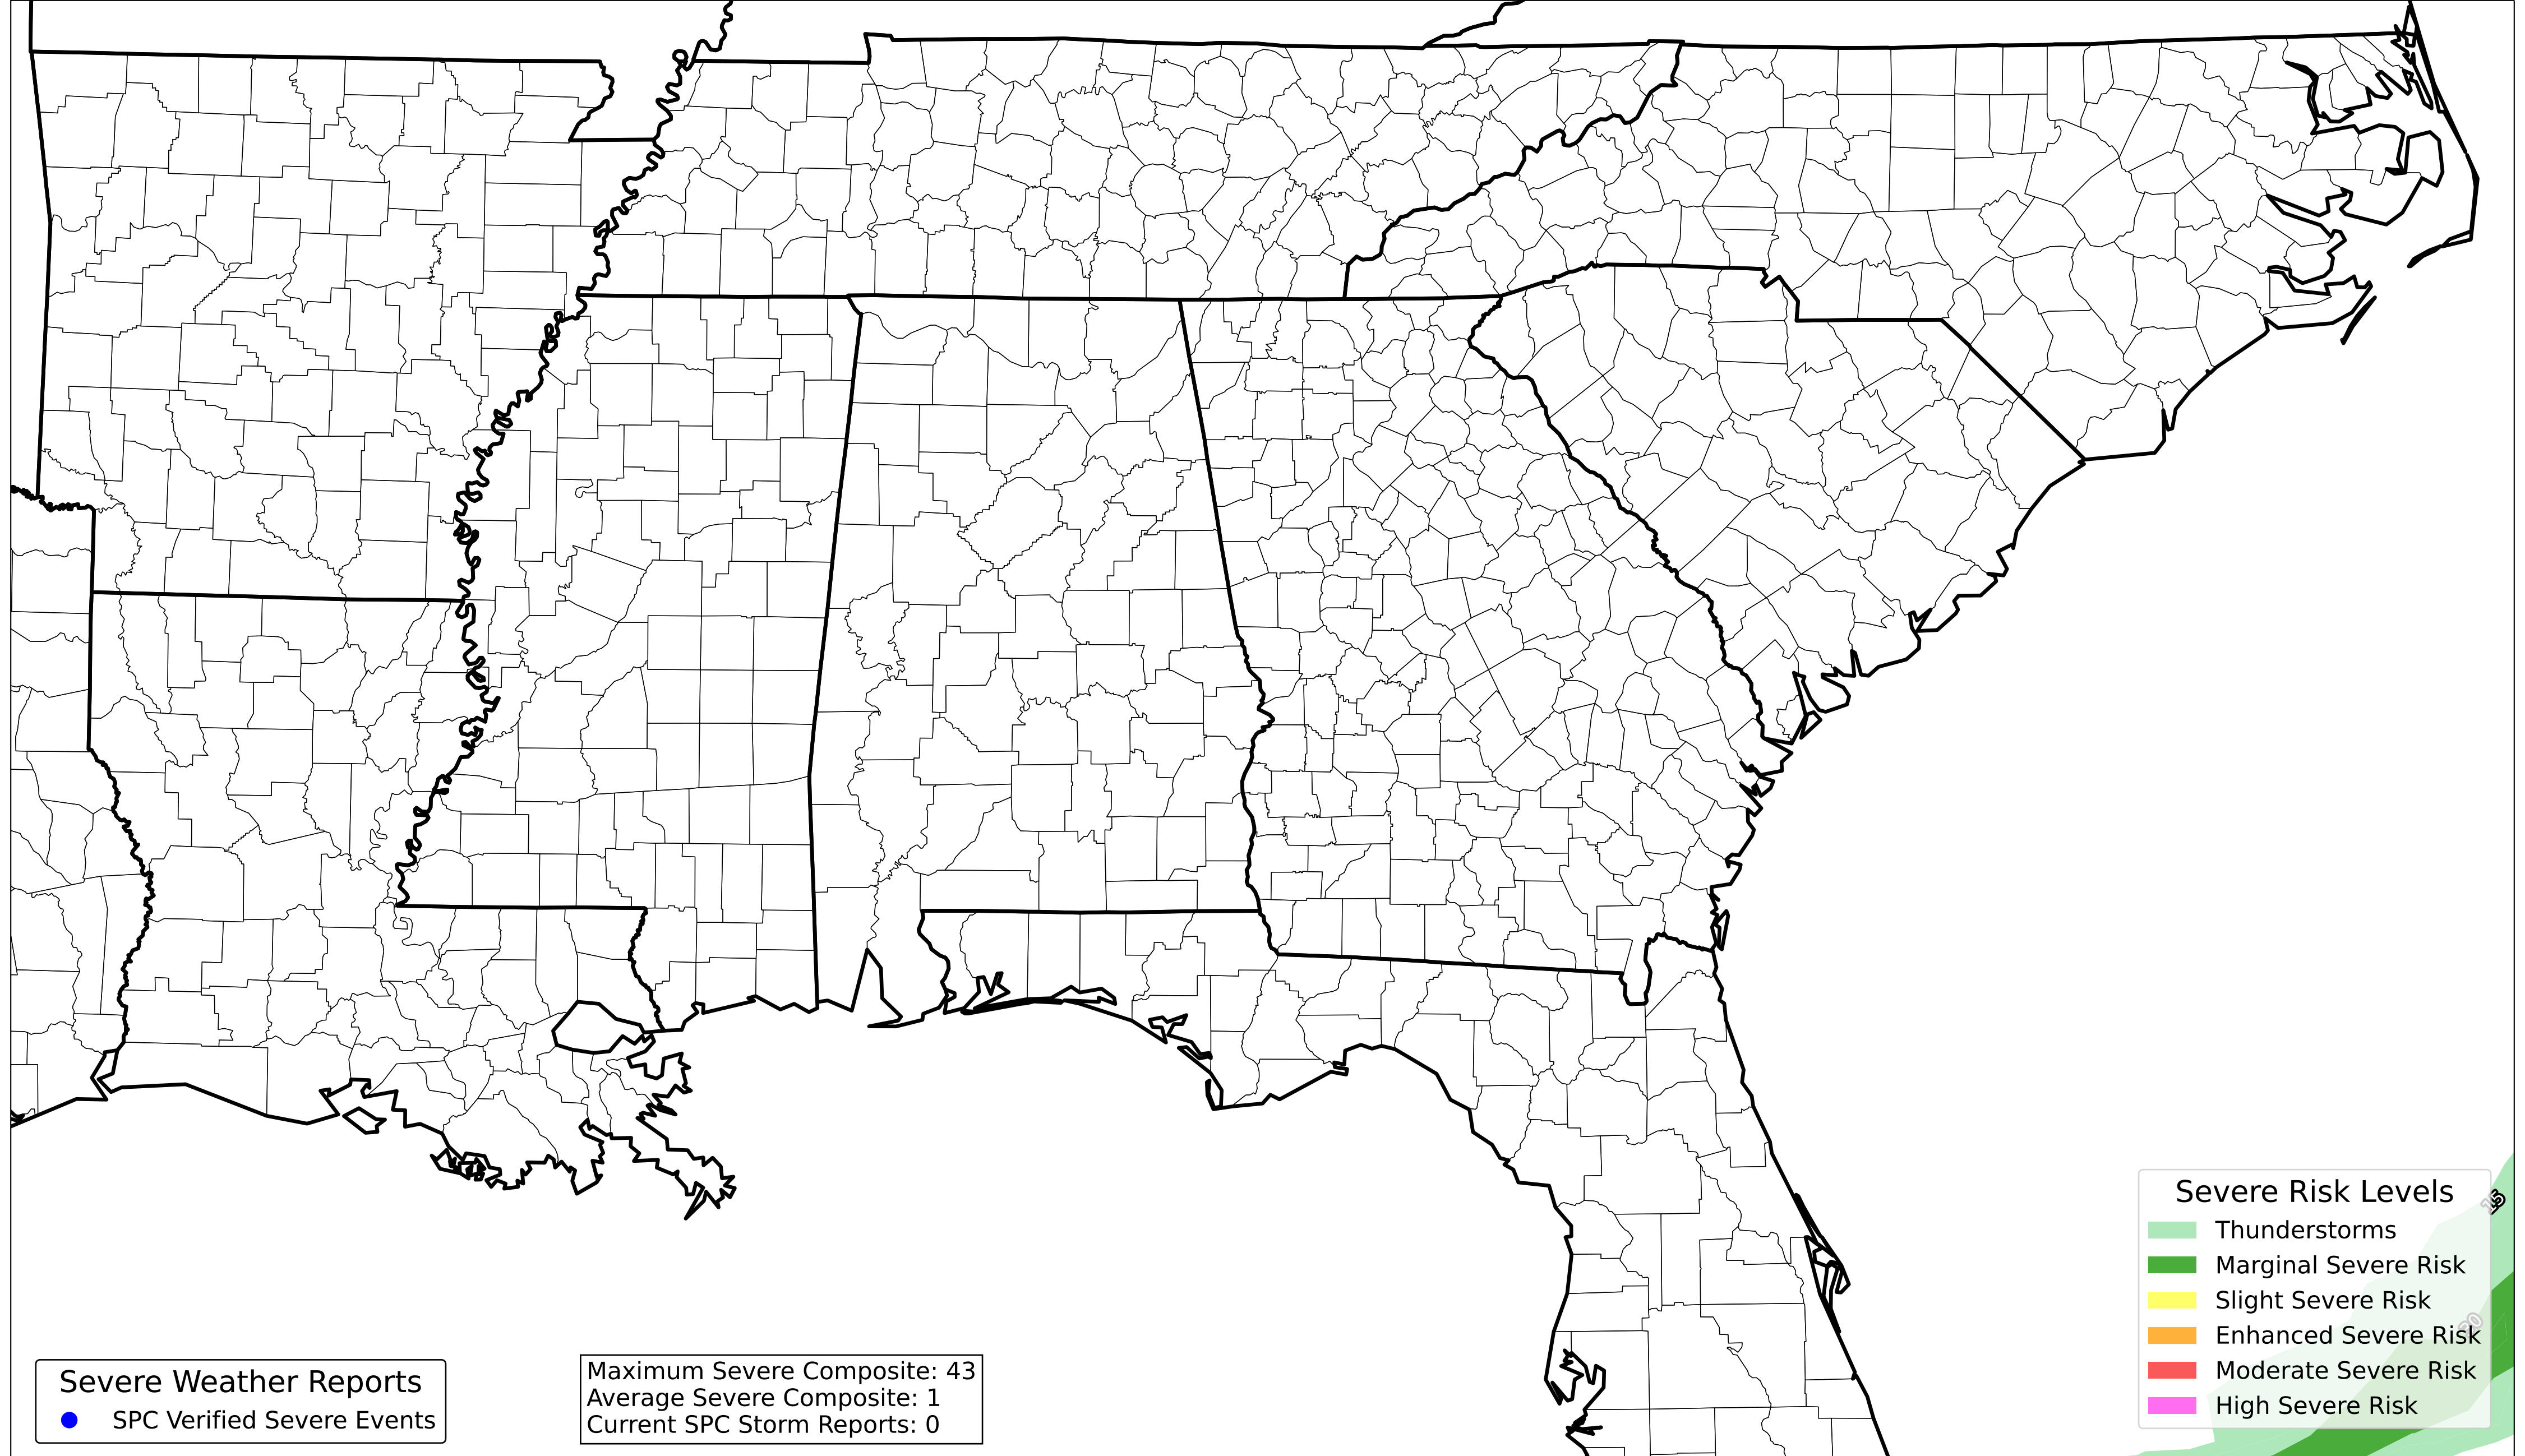 15
Severe Risk Levels
Thunderstorms
Marginal Severe Risk
Slight Severe Risk
30
Enhanced Severe Risk
Moderate Severe Risk
High Severe Risk
Severe Weather Reports
SPC Verified Severe Events
Maximum Severe Composite: 43
Average Severe Composite: 1
Current SPC Storm Reports: 0